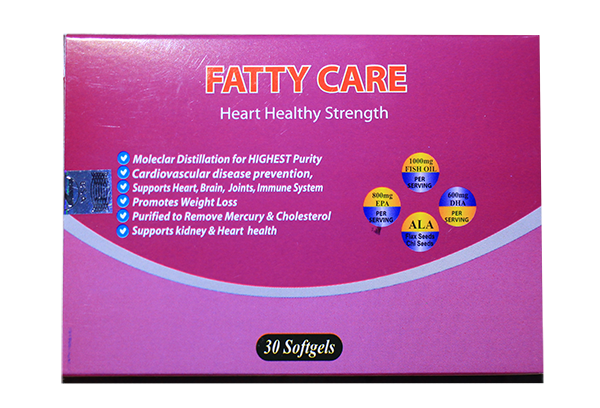 FATTY CARE
Heart Healthy Strength
Moleclar Distillation for HIGHEST Purity
Cardiovascular disease prevention,
Supports Heart, Brain, Joints, Immune System
Promotes Weight Loss
Purified to Remove Mercury & Cholesterol
Supports kidney & Heart health
1000mg
FISH OIL
PER
SERVING
800mg
EPA
PER
SERVING
600mg
DHA
PER
SERVING
ALA
Flax Seeds
Chi Seeds
30 Softgels